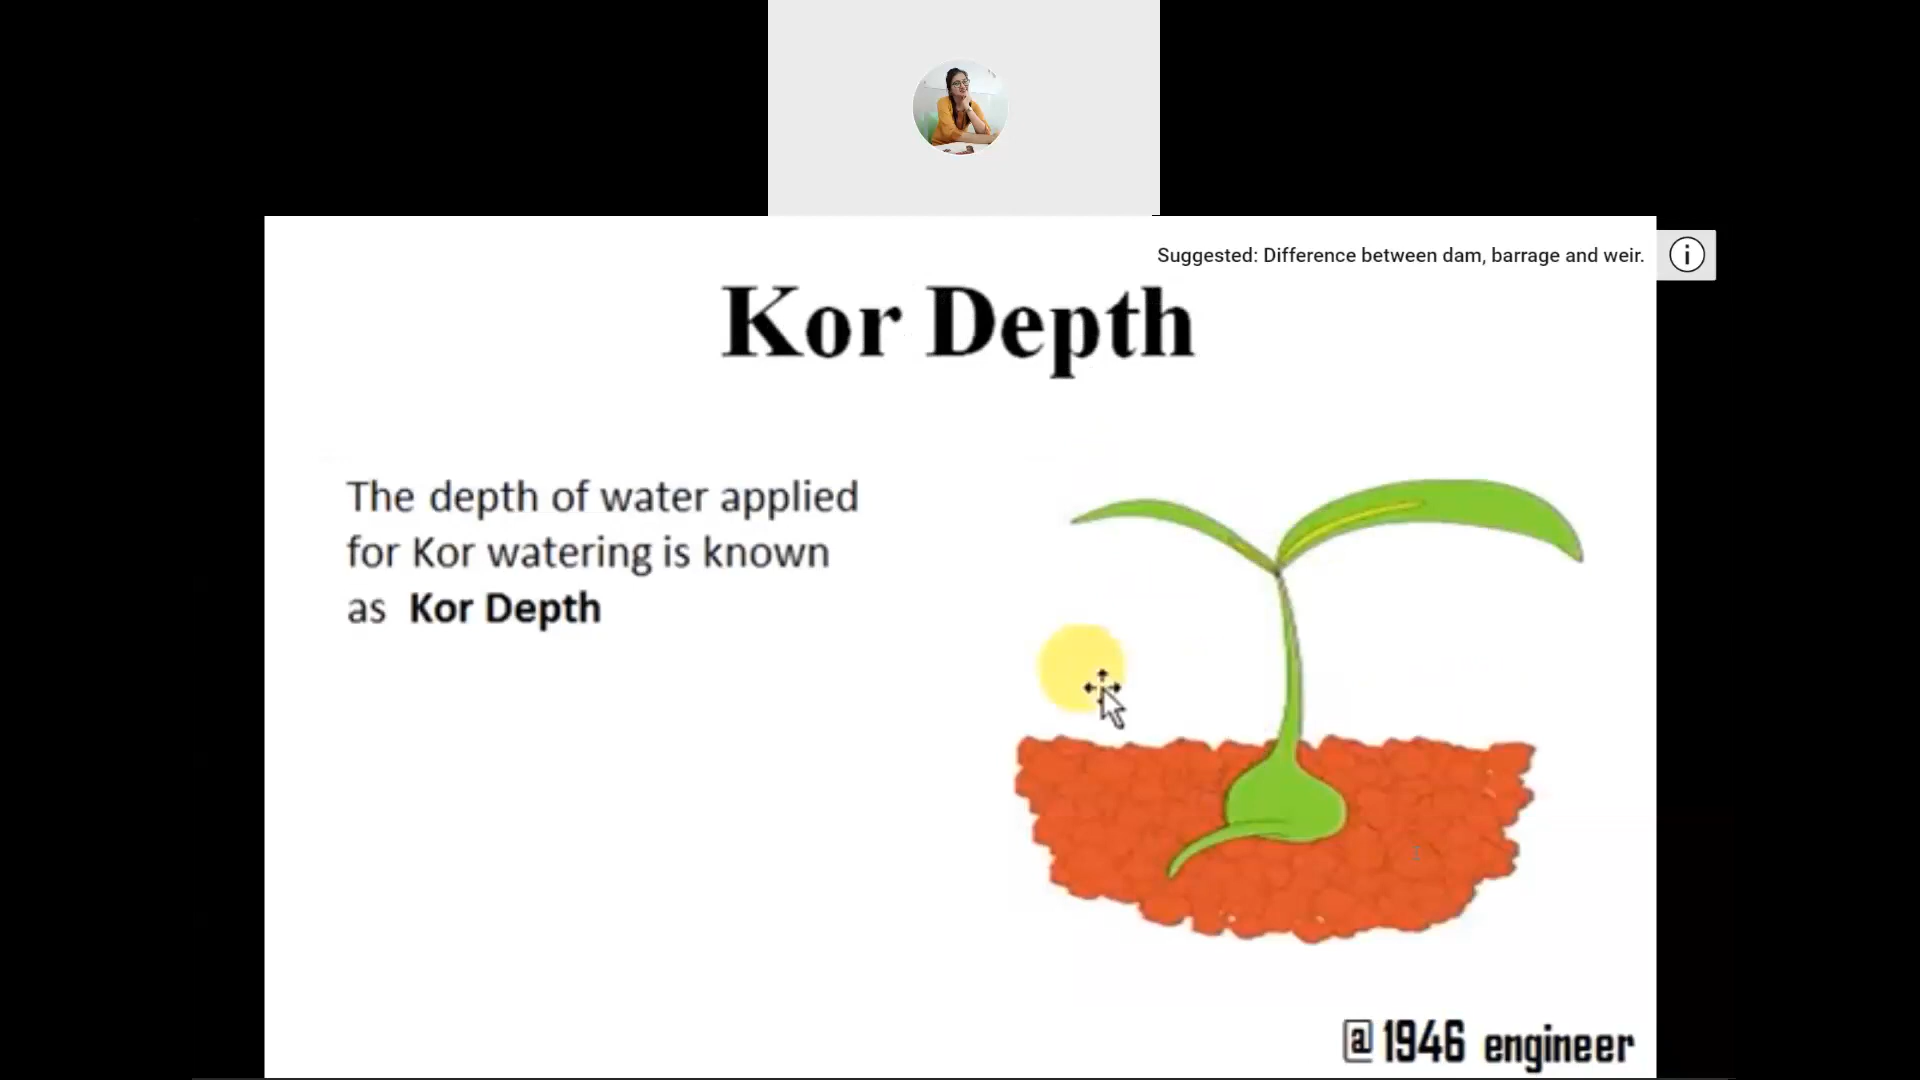 Suggested: Difference between dam, barrage and weir.
Kor Depth
The depth of water applied
for Kor watering is known
as Kor Depth
@ 1946 engineer